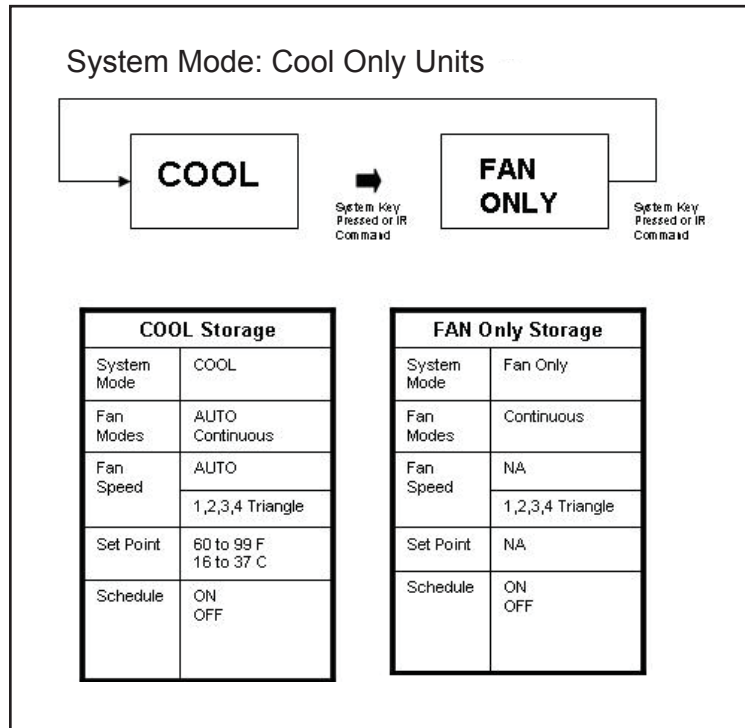 System Mode: Cool Only Units
COOL
System Key
Pressed or IR
Command
FAN
ONLY
System Key
Pressed or IR
Command
COOL Storage
System
Mode
COOL
Fan
Modes
AUTO
Continuous
Fan
Speed
AUTO
1,2,3,4 Triangle
Set Point
60 to 99 F
16 to 37 C
Schedule
ON
OFF
FAN Only Storage
System
Mode
Fan Only
Fan
Modes
Continuous
Fan
Speed
NA
1,2,3,4 Triangle
Set Point
NA
Schedule
ON
OFF